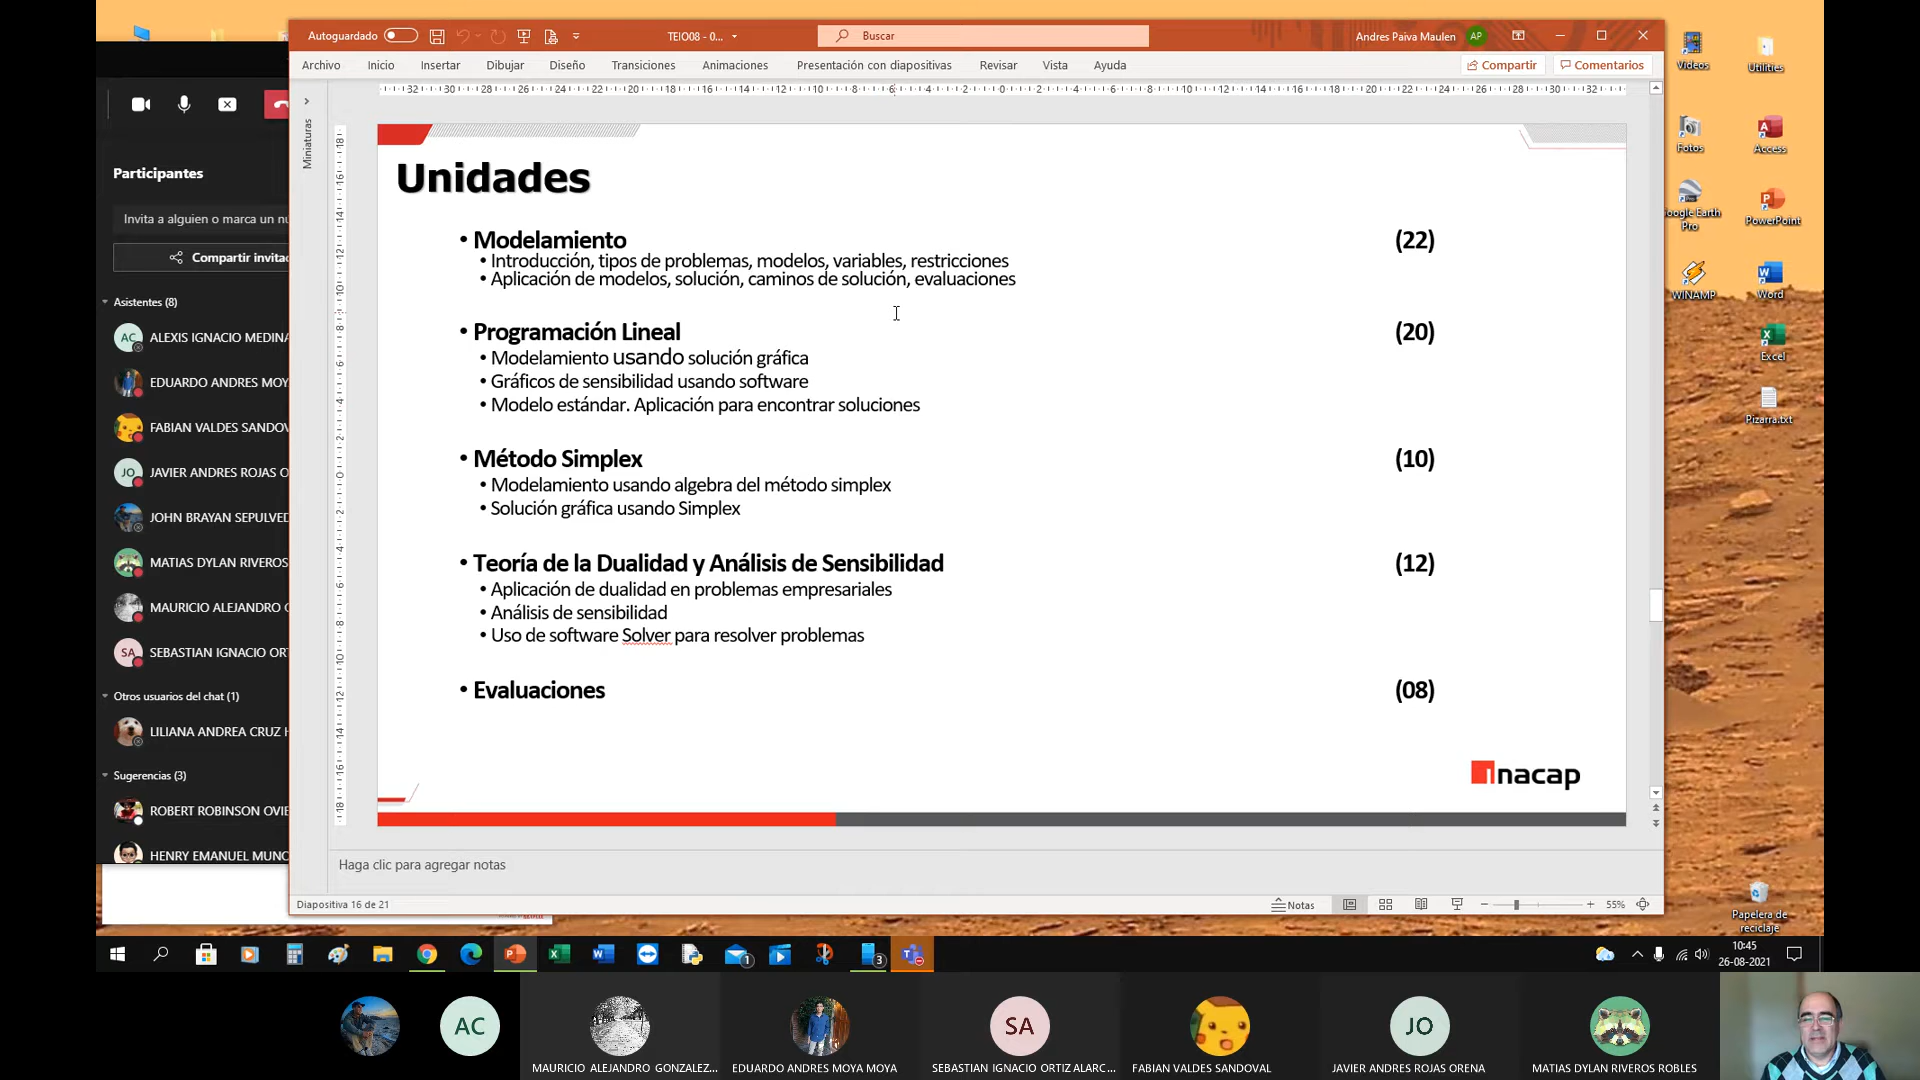 Autoguardado
TEIO08 - 0...
Buscar
Andres Paiva Maulen
AP
Archivo
Inicio
Insertar
Dibujar
Diseño
Transiciones
Animaciones
Presentación con diapositivas
Revisar
Vista
Ayuda
Compartir
Comentarios
Miniaturas
Participantes
Invita a alguien o marca un nú
Compartir invitac
Asistentes (8)
AC
ALEXIS IGNACIO MEDINA
EDUARDO ANDRES MOY
FABIAN VALDES SANDOV
JO
JAVIER ANDRES ROJAS O
JOHN BRAYAN SEPULVED
MATIAS DYLAN RIVEROS
MAURICIO ALEJANDRO G
SA
SEBASTIAN IGNACIO ORT
Otros usuarios del chat (1)
LILIANA ANDREA CRUZ H
Sugerencias (3)
ROBERT ROBINSON OVIE
HENRY EMANUEL MUNO
Unidades
• Modelamiento (22)
• Introducción, tipos de problemas, modelos, variables, restricciones
• Aplicación de modelos, solución, caminos de solución, evaluaciones
• Programación Lineal (20)
• Modelamiento usando solución gráfica
• Gráficos de sensibilidad usando software
• Modelo estándar. Aplicación para encontrar soluciones
• Método Simplex (10)
• Modelamiento usando algebra del método simplex
• Solución gráfica usando Simplex
• Teoría de la Dualidad y Análisis de Sensibilidad (12)
• Aplicación de dualidad en problemas empresariales
• Análisis de sensibilidad
• Uso de software Solver para resolver problemas
• Evaluaciones (08)
inacap
Haga clic para agregar notas
Diapositiva 16 de 21
Notas
55%
Videos
Utilities
Fotos
Access
Google Earth
Pro
PowerPoint
WINAMP
Word
Excel
Pizarra.txt
Papelera de
reciclaje
1
3
10:45
26-08-2021
AC
SA
JO
MAURICIO ALEJANDRO GONZALEZ...
EDUARDO ANDRES MOYA MOYA
SEBASTIAN IGNACIO ORTIZ ALARC...
FABIAN VALDES SANDOVAL
JAVIER ANDRES ROJAS ORENA
MATIAS DYLAN RIVEROS ROBLES